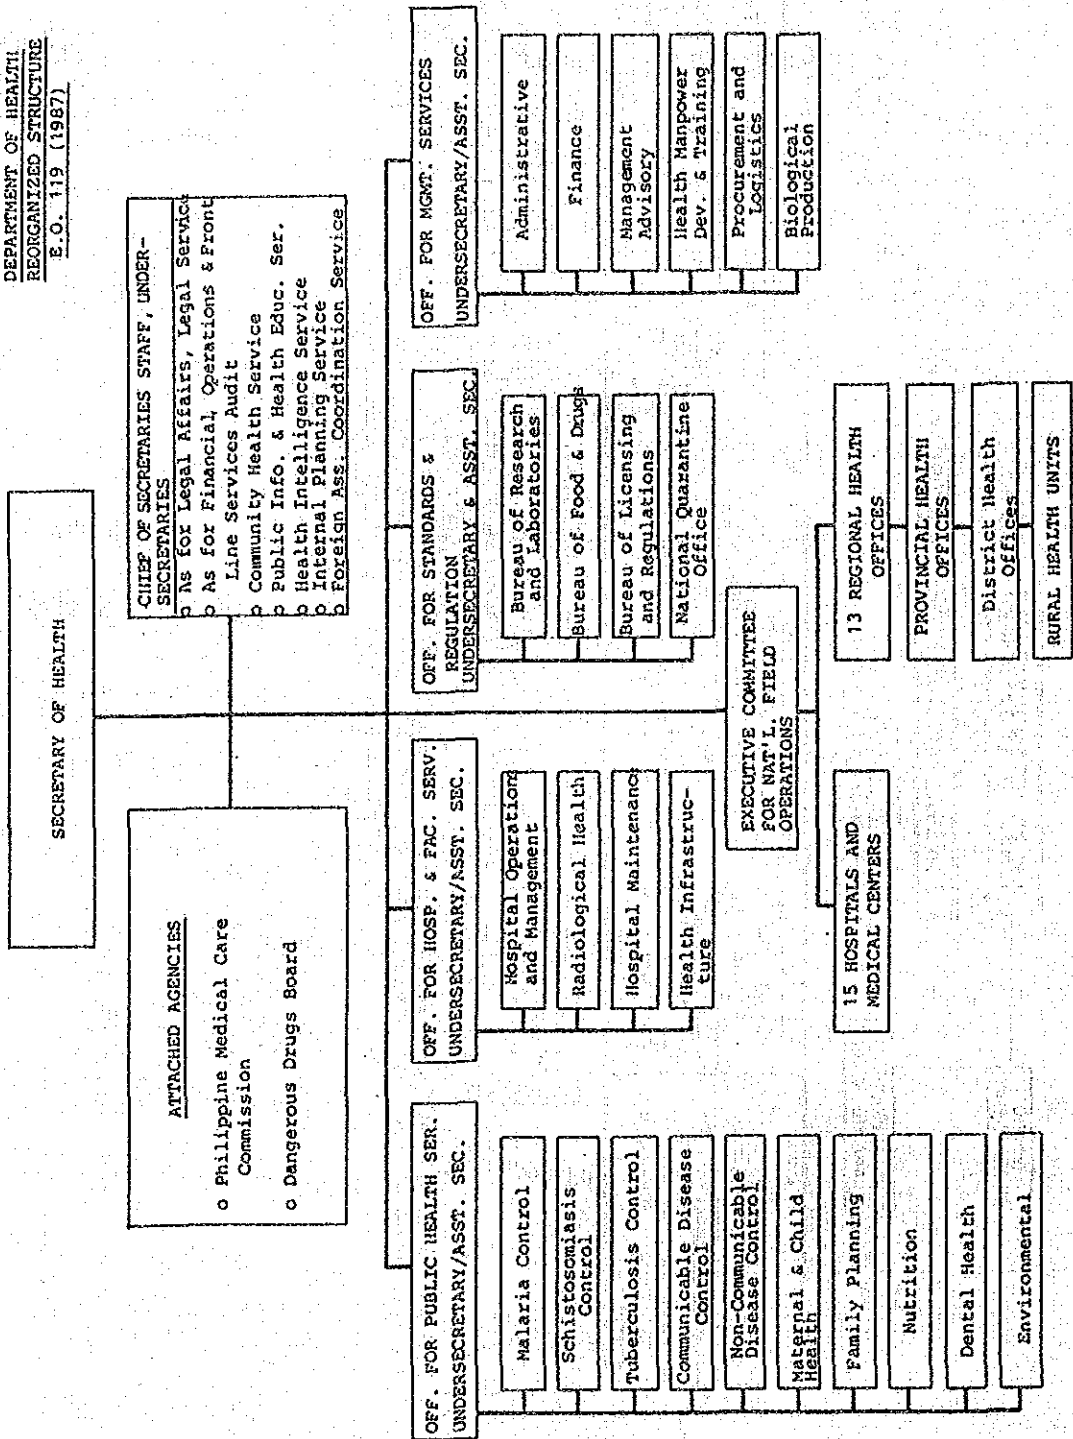 DEPARTMENT OF HEALTH
REORGANIZED STRUCTURE
E.O. 119 (1987)
SECRETARY OF HEALTH
ATTACHED AGENCIES
o Philippine Medical Care
Commission
o Dangerous Drugs Board
CHIEF OF SECRETARIES STAFF, UNDER-
SECRETARIES
o As for Legal Affairs, Legal Service
o As for Financial, Operations & Front
Line Services Audit
o Community Health Service
o Public Info. & Health Educ. Ser.
o Health Intelligence Service
o Internal Planning Service
o Foreign Ass. Coordination Service
OFF. FOR PUBLIC HEALTH SER.
UNDERSECRETARY/ASST. SEC.
Malaria Control
Schistosomiasis
Control
Tuberculosis Control
Communicable Disease
Control
Non-Communicable
Disease Control
Maternal & Child
Health
Family Planning
Nutrition
Dental Health
Environmental
OFF. FOR HOSP. & FAC. SERV.
UNDERSECRETARY/ASST. SEC.
Hospital Operation
and Management
Radiological Health
Hospital Maintenance
Health Infrastruc-
ture
OFF. FOR STANDARDS &
REGULATION
UNDERSECRETARY & ASST. SEC.
Bureau of Research
and Laboratories
Bureau of Food & Drugs
Bureau of Licensing
and Regulations
National Quarantine
Office
OFF. FOR MGMT. SERVICES
UNDERSECRETARY/ASST. SEC.
Administrative
Finance
Management
Advisory
Health Manpower
Dev. & Training
Procurement and
Logistics
Biological
Production
EXECUTIVE COMMITTEE
FOR NAT'L. FIELD
OPERATIONS
15 HOSPITALS AND
MEDICAL CENTERS
13 REGIONAL HEALTH
OFFICES
PROVINCIAL HEALTH
OFFICES
District Health
Offices
RURAL HEALTH UNITS